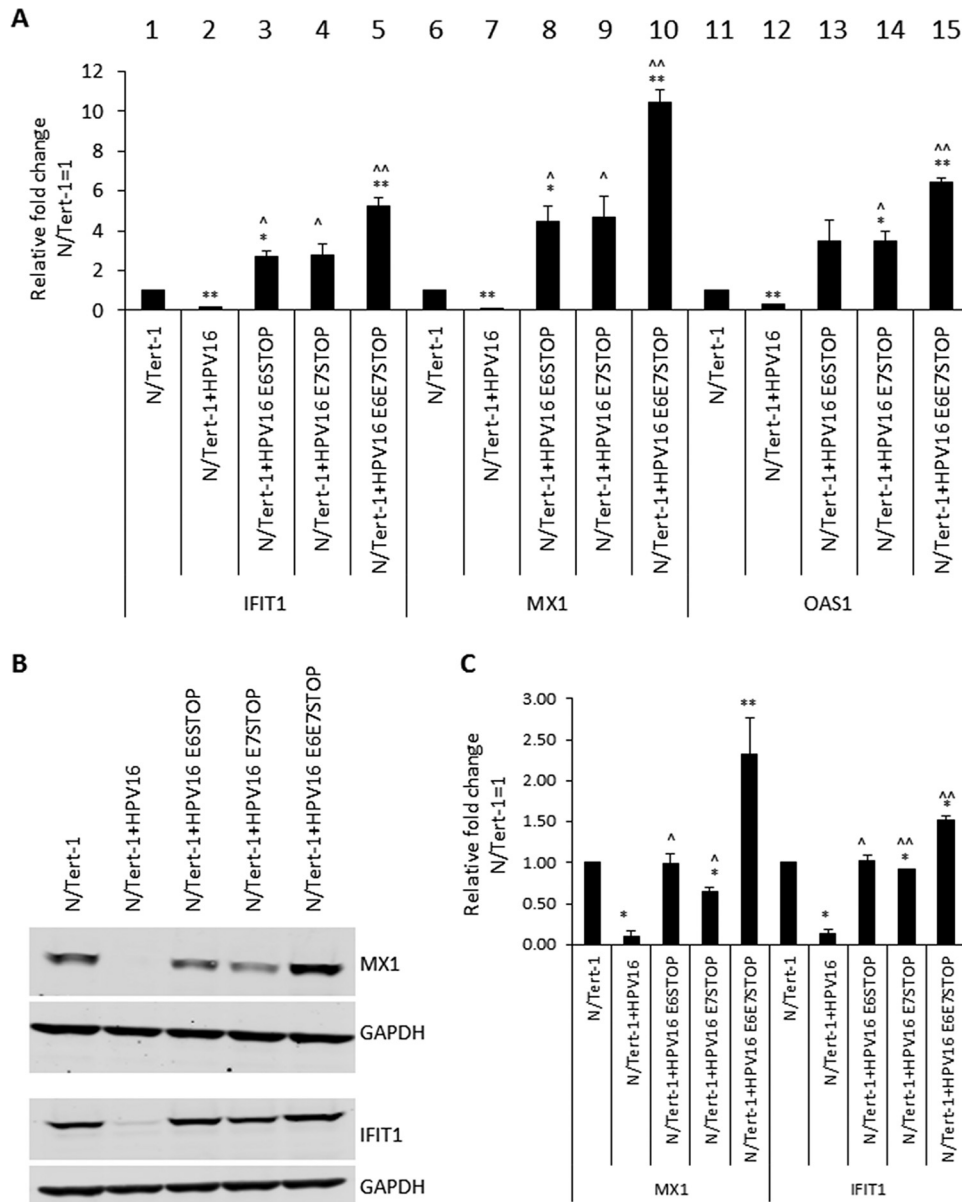 A
1 2 3 4 5 6 7 8 9 10 11 12 13 14 15
Relative fold change
N/Tert-1=1
12
10
8
6
4
2
0
**
^
*
^
^^
**
**
^
*
^
^^
**
**
^
*
^^
**
N/Tert-1
N/Tert-1+HPV16
N/Tert-1+HPV16 E6STOP
N/Tert-1+HPV16 E7STOP
N/Tert-1+HPV16 E6E7STOP
N/Tert-1
N/Tert-1+HPV16
N/Tert-1+HPV16 E6STOP
N/Tert-1+HPV16 E7STOP
N/Tert-1+HPV16 E6E7STOP
N/Tert-1
N/Tert-1+HPV16
N/Tert-1+HPV16 E6STOP
N/Tert-1+HPV16 E7STOP
N/Tert-1+HPV16 E6E7STOP
IFIT1 MX1 OAS1
B
N/Tert-1
N/Tert-1+HPV16
N/Tert-1+HPV16 E6STOP
N/Tert-1+HPV16 E7STOP
N/Tert-1+HPV16 E6E7STOP
MX1
GAPDH
IFIT1
GAPDH
C
Relative fold change
N/Tert-1=1
3.00
2.50
2.00
1.50
1.00
0.50
0.00
*
^
^
*
**
*
^
^^
*
^^
*
N/Tert-1
N/Tert-1+HPV16
N/Tert-1+HPV16 E6STOP
N/Tert-1+HPV16 E7STOP
N/Tert-1+HPV16 E6E7STOP
N/Tert-1
N/Tert-1+HPV16
N/Tert-1+HPV16 E6STOP
N/Tert-1+HPV16 E7STOP
N/Tert-1+HPV16 E6E7STOP
MX1 IFIT1